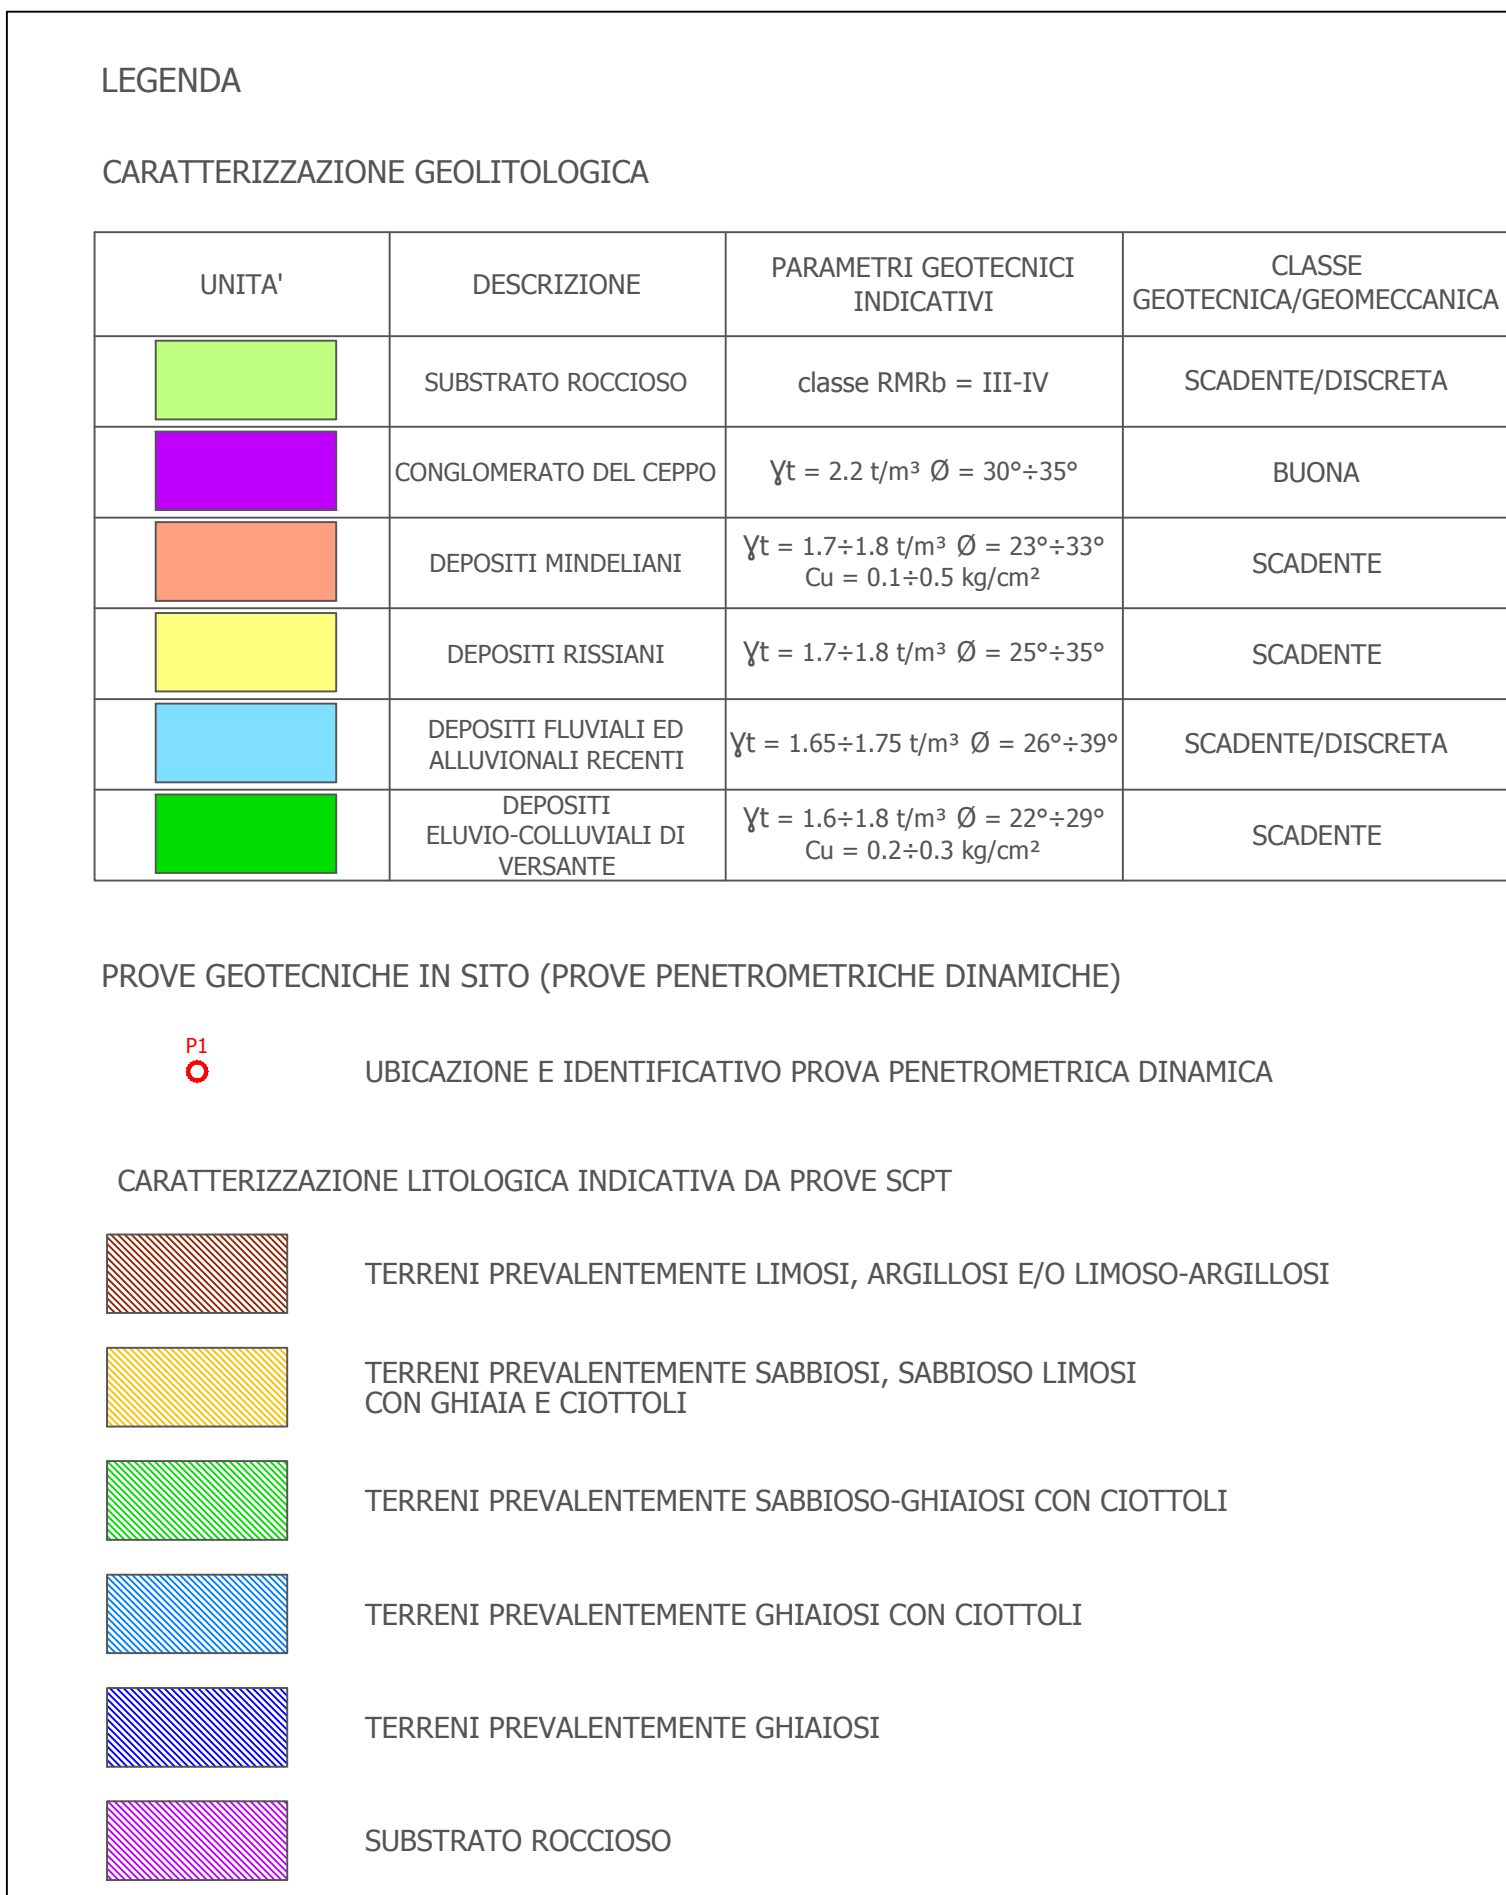 LEGENDA
CARATTERIZZAZIONE GEOLITOLOGICA
UNITA'
DESCRIZIONE
PARAMETRI GEOTECNICI
INDICATIVI
CLASSE
GEOTECNICA/GEOMECCANICA
SUBSTRATO ROCCIOSO
classe RMRb = III-IV
SCADENTE/DISCRETA
CONGLOMERATO DEL CEPPO
Ɣt = 2.2 t/m³ Ø = 30°÷35°
BUONA
DEPOSITI MINDELIANI
Ɣt = 1.7÷1.8 t/m³ Ø = 23°÷33°
Cu = 0.1÷0.5 kg/cm²
SCADENTE
DEPOSITI RISSIANI
Ɣt = 1.7÷1.8 t/m³ Ø = 25°÷35°
SCADENTE
DEPOSITI FLUVIALI ED
ALLUVIONALI RECENTI
Ɣt = 1.65÷1.75 t/m³ Ø = 26°÷39°
SCADENTE/DISCRETA
DEPOSITI
ELUVIO-COLLUVIALI DI
VERSANTE
Ɣt = 1.6÷1.8 t/m³ Ø = 22°÷29°
Cu = 0.2÷0.3 kg/cm²
SCADENTE
PROVE GEOTECNICHE IN SITO (PROVE PENETROMETRICHE DINAMICHE)
P1
UBICAZIONE E IDENTIFICATIVO PROVA PENETROMETRICA DINAMICA
CARATTERIZZAZIONE LITOLOGICA INDICATIVA DA PROVE SCPT
TERRENI PREVALENTEMENTE LIMOSI, ARGILLOSI E/O LIMOSO-ARGILLOSI
TERRENI PREVALENTEMENTE SABBIOSI, SABBIOSO LIMOSI
CON GHIAIA E CIOTTOLI
TERRENI PREVALENTEMENTE SABBIOSO-GHIAIOSI CON CIOTTOLI
TERRENI PREVALENTEMENTE GHIAIOSI CON CIOTTOLI
TERRENI PREVALENTEMENTE GHIAIOSI
SUBSTRATO ROCCIOSO